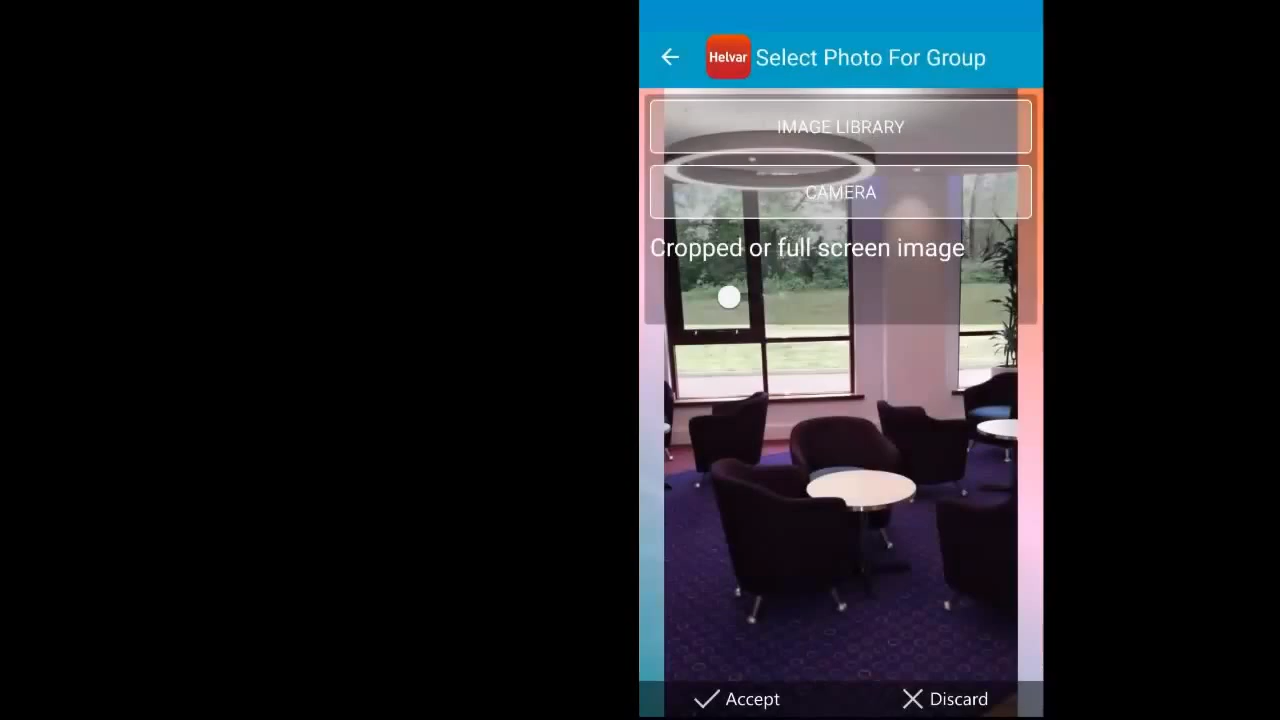 Helvar Select Photo For Group
IMAGE LIBRARY
CAMERA
Cropped or full screen image
Accept
Discard